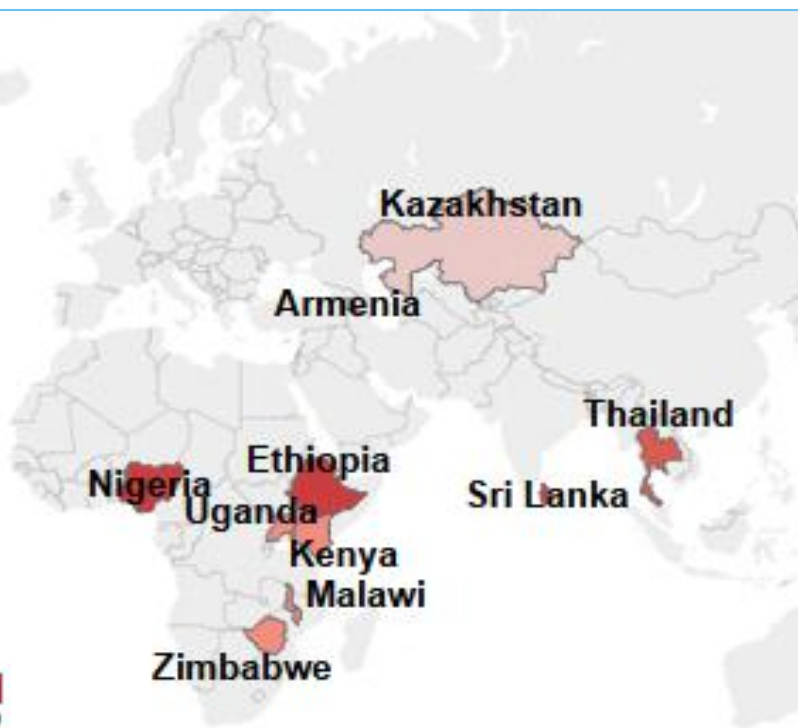 Kazakhstan
Armenia
Thailand
Ethiopia
Nigeria
Sri Lanka
Uganda
Kenya
Malawi
Zimbabwe